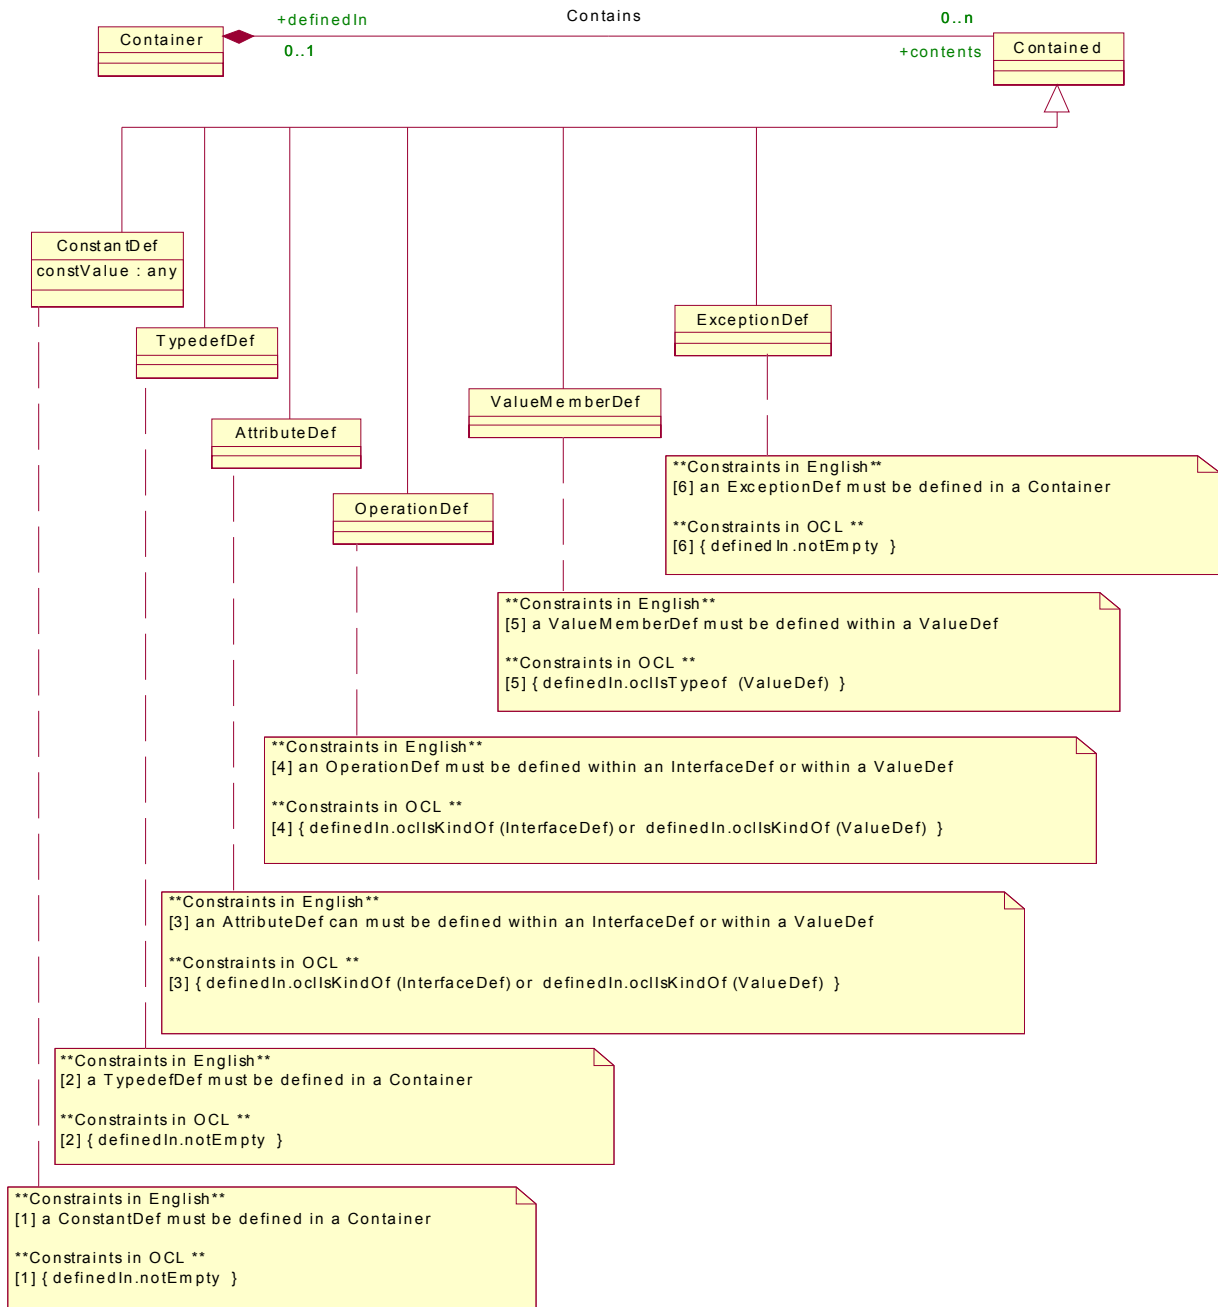 +definedIn
Contains
0..n
Container
0..1
+contents
Contained
ConstantDef
constValue : any
TypedefDef
AttributeDef
OperationDef
ValueMemberDef
ExceptionDef
**Constraints in English**
[6] an ExceptionDef must be defined in a Container
**Constraints in OCL **
[6] { definedIn.notEmpty }
**Constraints in English**
[5] a ValueMemberDef must be defined within a ValueDef
**Constraints in OCL **
[5] { definedIn.oclIsTypeof (ValueDef) }
**Constraints in English**
[4] an OperationDef must be defined within an InterfaceDef or within a ValueDef
**Constraints in OCL **
[4] { definedIn.oclIsKindOf (InterfaceDef) or definedIn.oclIsKindOf (ValueDef) }
**Constraints in English**
[3] an AttributeDef can must be defined within an InterfaceDef or within a ValueDef
**Constraints in OCL **
[3] { definedIn.oclIsKindOf (InterfaceDef) or definedIn.oclIsKindOf (ValueDef) }
**Constraints in English**
[2] a TypedefDef must be defined in a Container
**Constraints in OCL **
[2] { definedIn.notEmpty }
**Constraints in English**
[1] a ConstantDef must be defined in a Container
**Constraints in OCL **
[1] { definedIn.notEmpty }